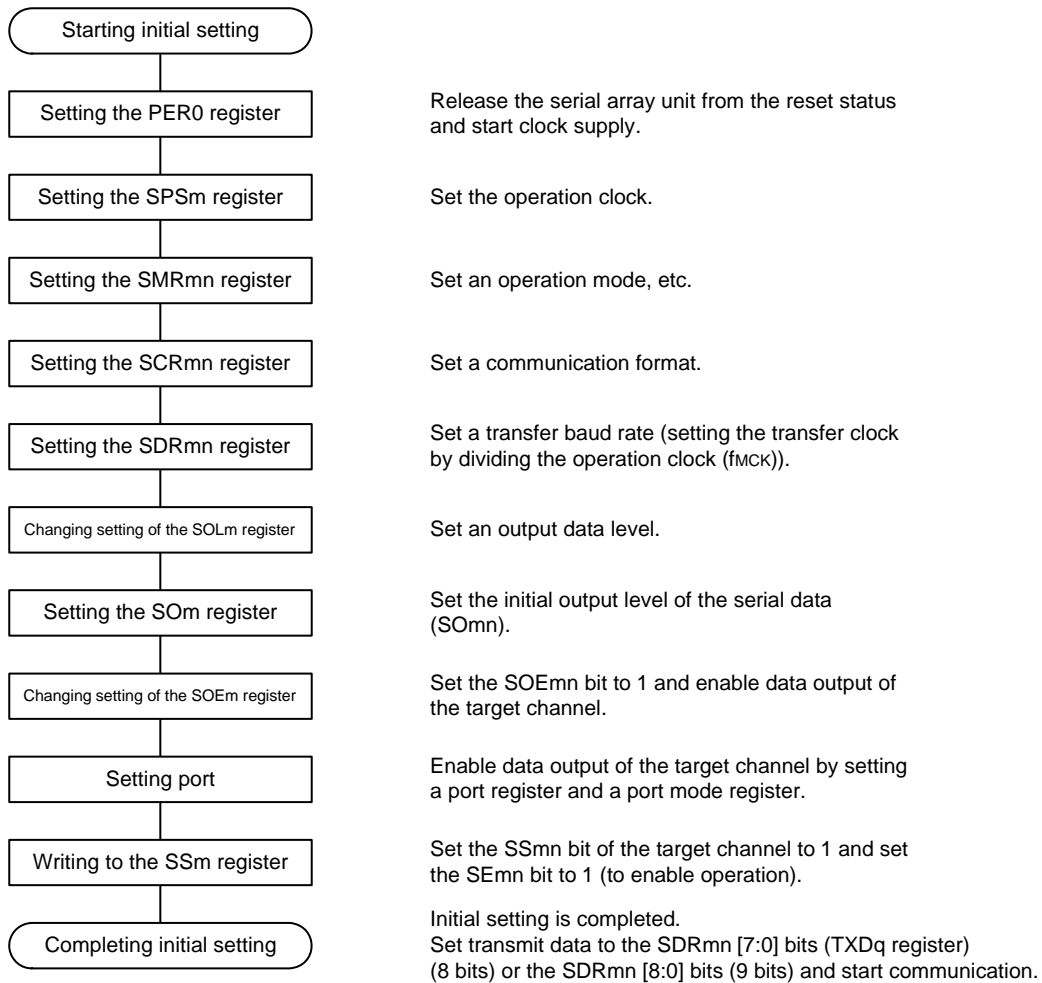 Starting initial setting
Setting the PER0 register
Release the serial array unit from the reset status
and start clock supply.
Setting the SPSm register
Set the operation clock.
Setting the SMRmn register
Set an operation mode, etc.
Setting the SCRmn register
Set a communication format.
Setting the SDRmn register
Set a transfer baud rate (setting the transfer clock
by dividing the operation clock (fMCK)).
Changing setting of the SOLm register
Set an output data level.
Setting the SOm register
Set the initial output level of the serial data
(SOmn).
Changing setting of the SOEm register
Set the SOEmn bit to 1 and enable data output of
the target channel.
Setting port
Enable data output of the target channel by setting
a port register and a port mode register.
Writing to the SSm register
Set the SSmn bit of the target channel to 1 and set
the SEmn bit to 1 (to enable operation).
Completing initial setting
Initial setting is completed.
Set transmit data to the SDRmn [7:0] bits (TXDq register)
(8 bits) or the SDRmn [8:0] bits (9 bits) and start communication.